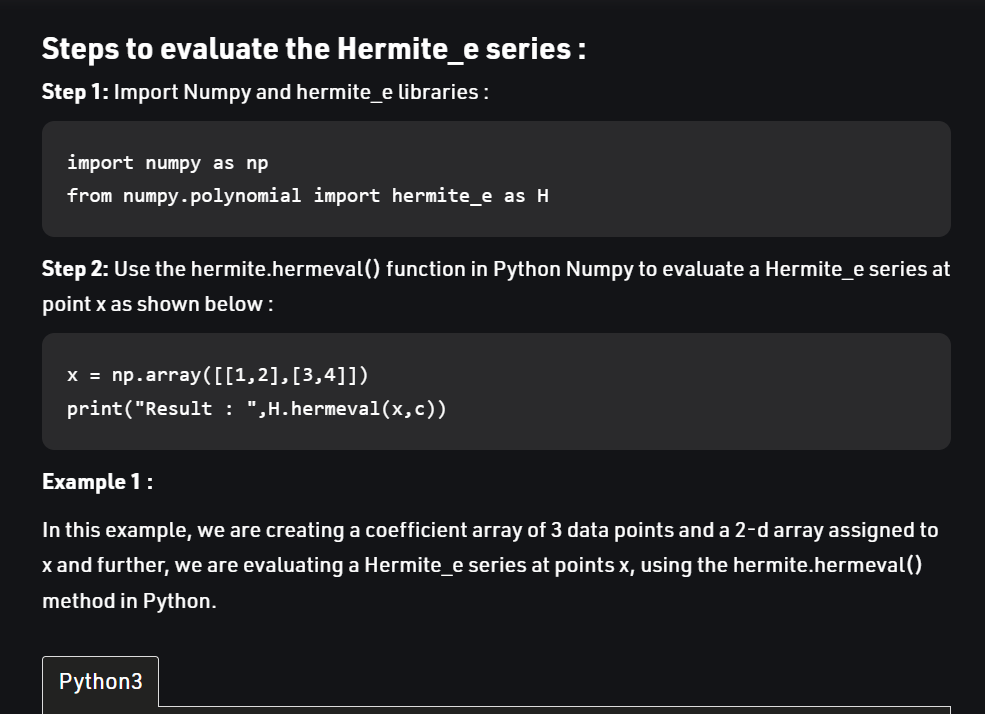 Steps to evaluate the Hermite_e series :
Step 1: Import Numpy and hermite_e libraries :
import numpy as np
from numpy.polynomial import hermite_e as H
Step 2: Use the hermite.hermeval() function in Python Numpy to evaluate a Hermite_e series at
point x as shown below :
x = np.array([[1,2],[3,4]])
print("Result : ",H.hermeval(x,c))
Example 1 :
In this example, we are creating a coefficient array of 3 data points and a 2-d array assigned to
x and further, we are evaluating a Hermite_e series at points x, using the hermite.hermeval()
method in Python.
Python3